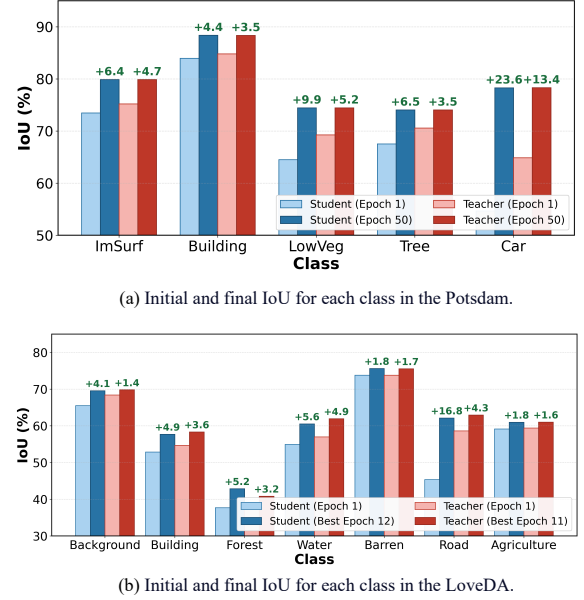 90
80
70
60
50
IoU (%)
+6.4 +4.7
+4.4 +3.5
+9.9 +5.2
+6.5 +3.5
+23.6 +13.4
Student (Epoch 1) Teacher (Epoch 1)
Student (Epoch 50) Teacher (Epoch 50)
ImSurf Building LowVeg Tree Car
Class
(a) Initial and final IoU for each class in the Potsdam.
80
70
60
50
40
30
IoU (%)
+4.1 +1.4
+4.9 +3.6
+5.2 +3.2
+5.6 +4.9
+1.8 +1.7
+16.8 +4.3
+1.8 +1.6
Student (Epoch 1) Teacher (Epoch 1)
Student (Best Epoch 12) Teacher (Best Epoch 11)
Background Building Forest Water Barren Road Agriculture
Class
(b) Initial and final IoU for each class in the LoveDA.